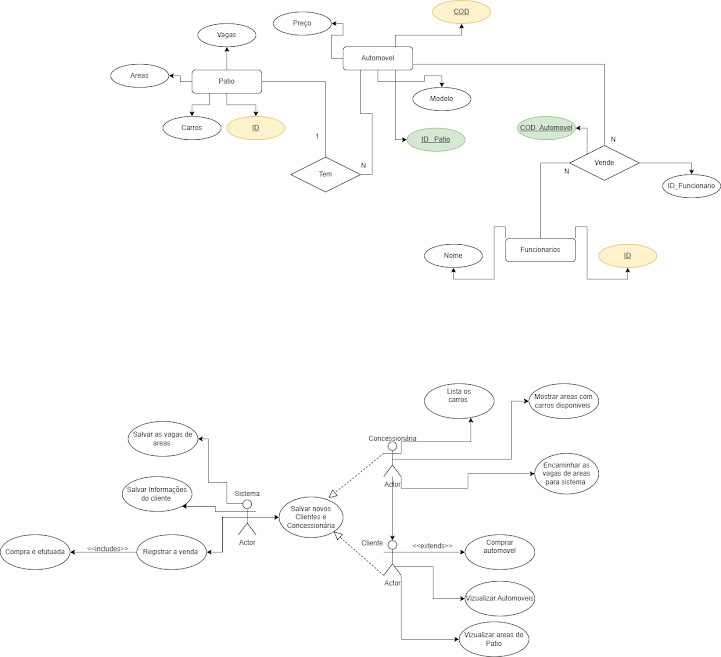 COD
Preço
Vagas
Automovel
Areas
Patio
Modelo
Carros
ID
COD_Automovel
1
ID_ Patio
N
N
Tem
N
Vende
ID_Funcionario
Nome
Funcionarios
ID
Lista os
carros
Mostrar areas com
carros disponiveis
Salvar as vagas de
areas
Concessionária
Encaminhar as
vagas de areas
para sistema
Actor
Salvar Informações
do cliente
Sistema
Salvar novos
Clientes e
Concessionária
Actor
Cliente
<<extends>>
Comprar
automovel
Compra é efutuada
<<includes>>
Registrar a venda
Actor
Vizualizar Automoveis
Vizualizar areas do
Patio